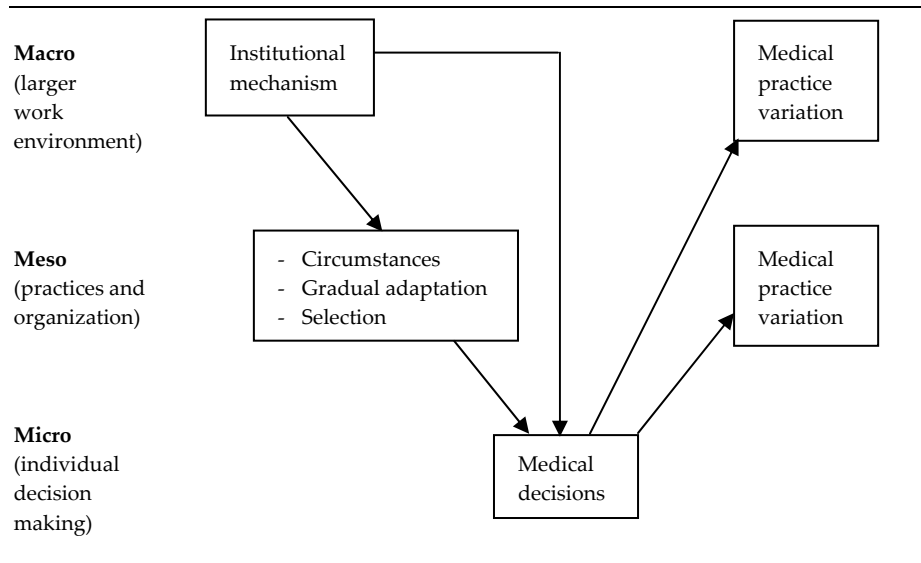 Macro
(larger
work
environment)
Institutional
mechanism
Medical
practice
variation
Meso
(practices and
organization)
- Circumstances
- Gradual adaptation
- Selection
Medical
practice
variation
Micro
(individual
decision
making)
Medical
decisions